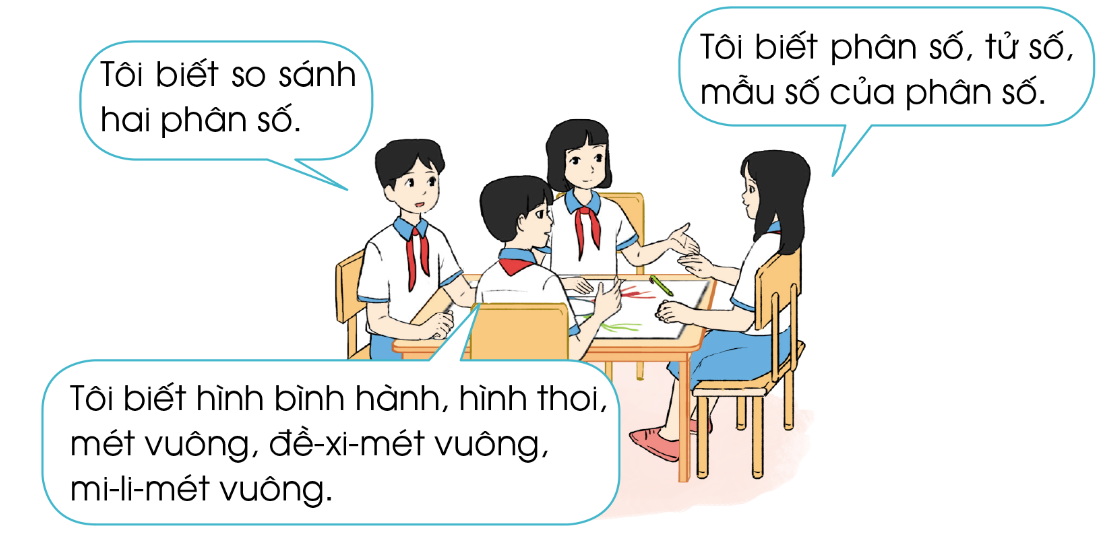 Tôi biết so sánh
hai phân số.
Tôi biết phân số, tử số,
mẫu số của phân số.
Tôi biết hình bình hành, hình thoi,
mét vuông, đề-xi-mét vuông,
mi-li-mét vuông.